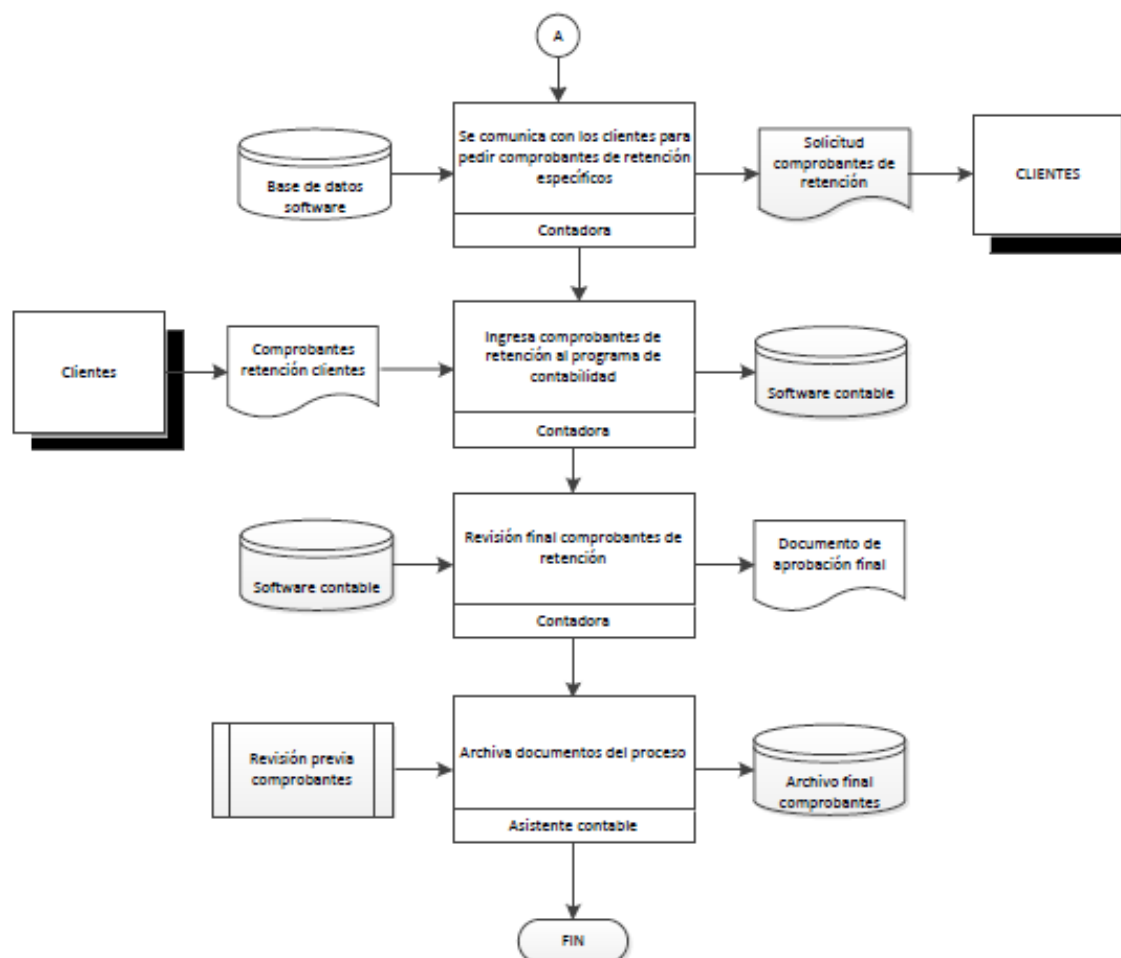 A
Se comunica con los clientes para
pedir comprobantes de retención
específicos
Contadora
Base de datos
software
Solicitud
comprobantes de
retención
CLIENTES
Clientes
Comprobantes
retención clientes
Ingresa comprobantes de
retención al programa de
contabilidad
Contadora
Software contable
Software contable
Revisión final comprobantes de
retención
Contadora
Documento de
aprobación final
Revisión previa
comprobantes
Archiva documentos del proceso
Asistente contable
Archivo final
comprobantes
FIN